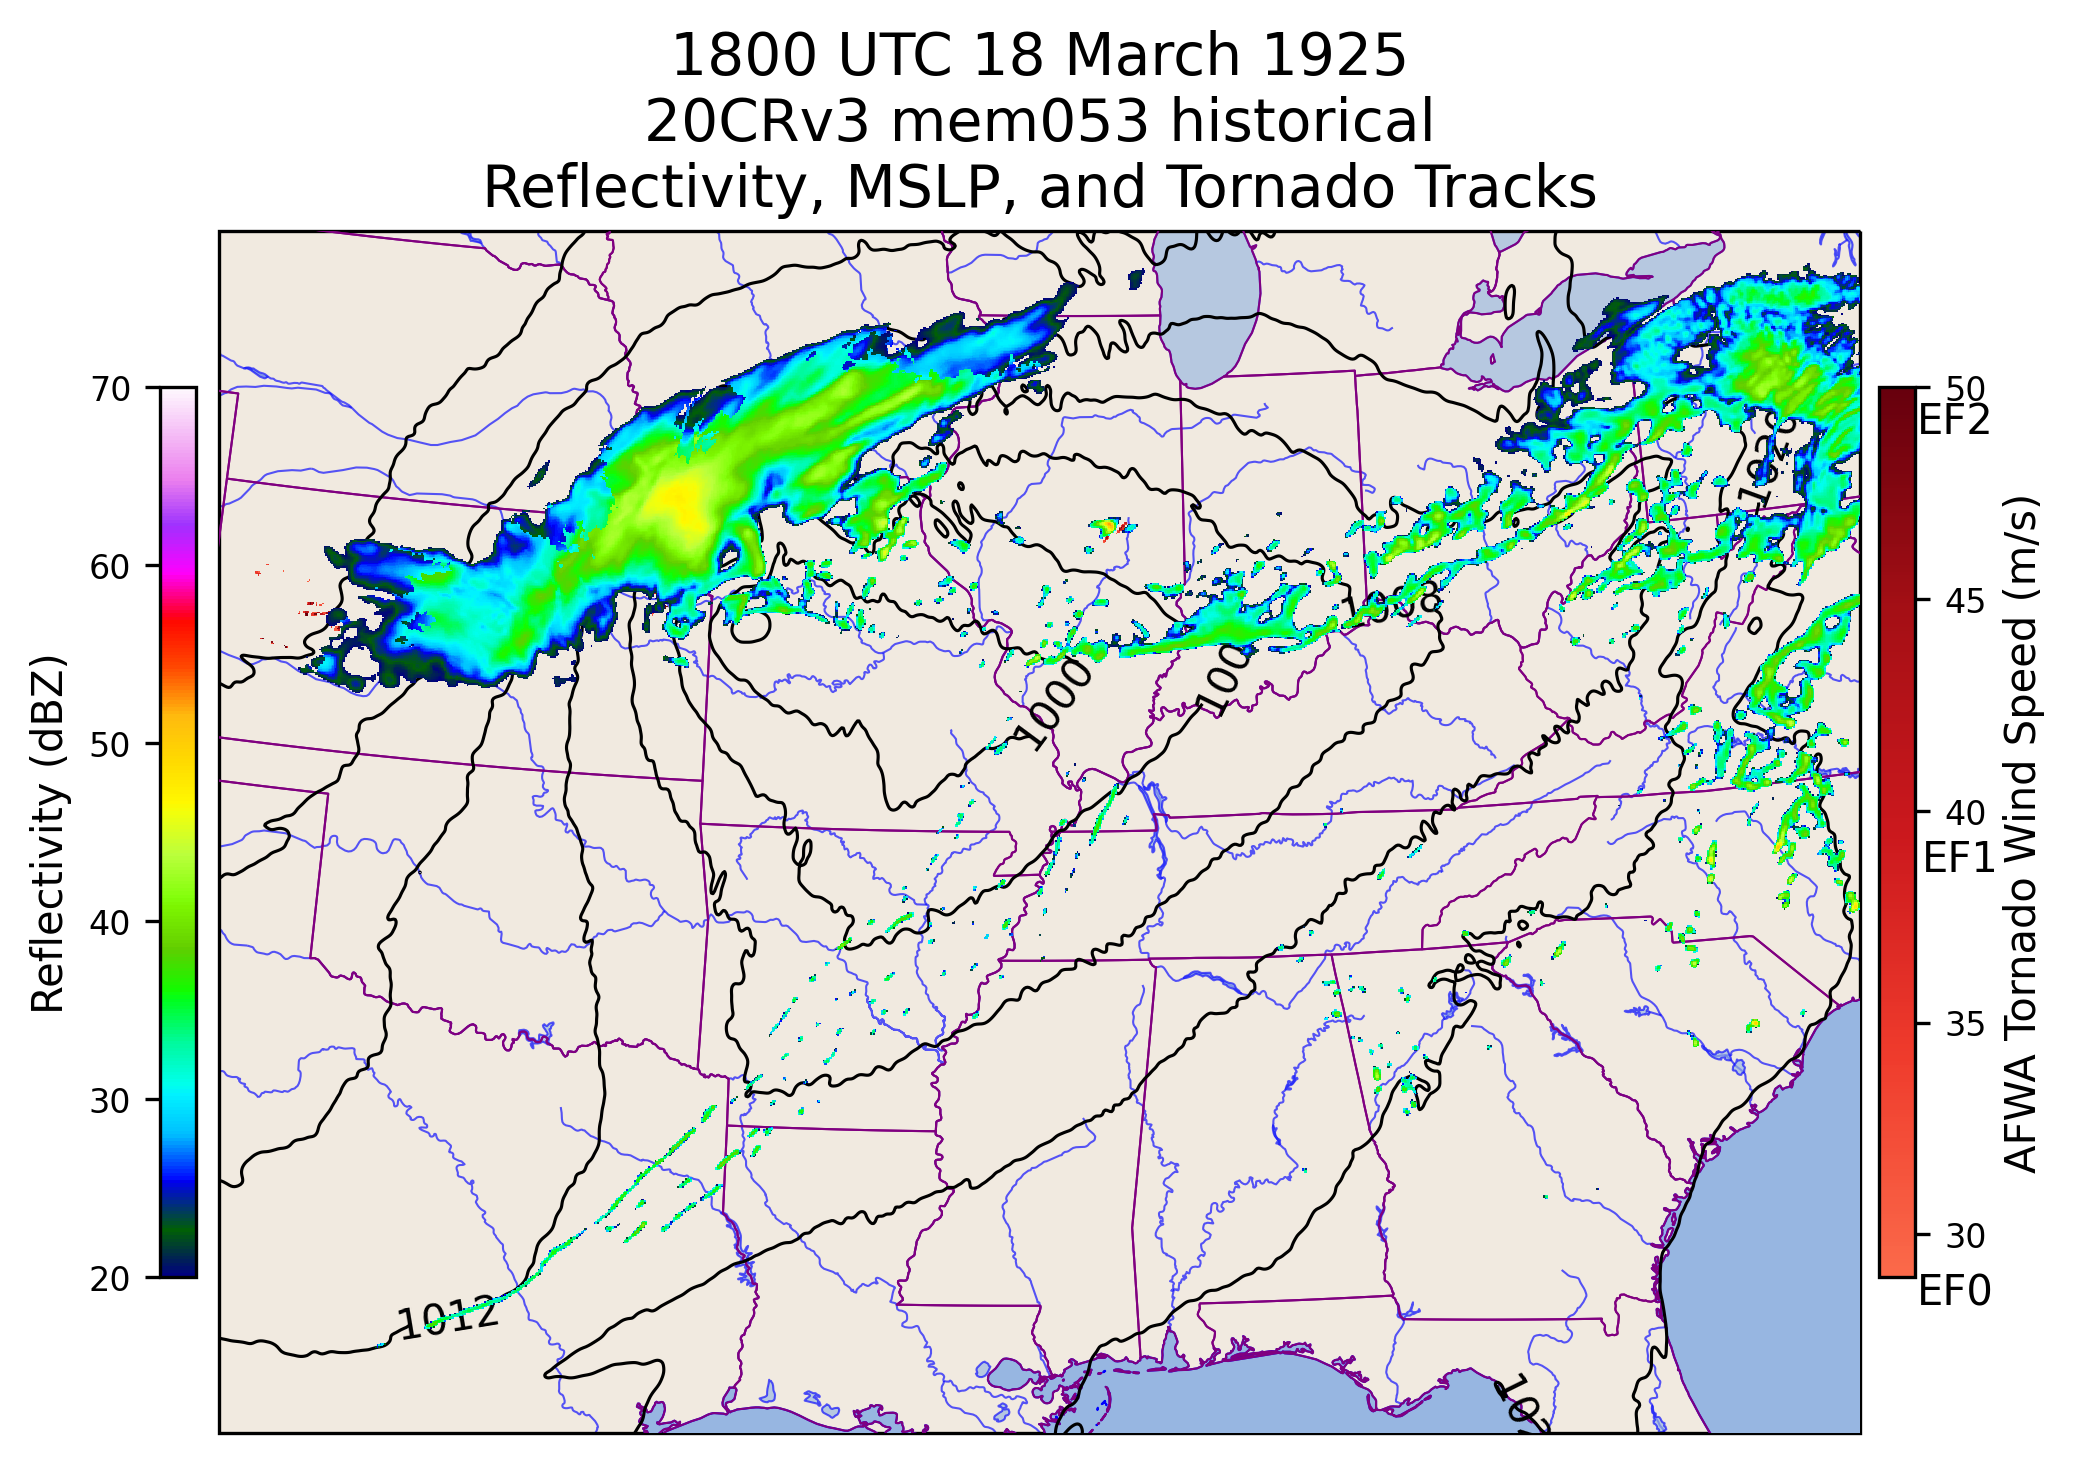 1800 UTC 18 March 1925
20CRv3 mem053 historical
Reflectivity, MSLP, and Tornado Tracks
70
60
50
40
30
20
Reflectivity (dBZ)
1020
1008
1000
100
1012
102
50
EF2
45
40
EF1
35
30
EF0
AFWA Tornado Wind Speed (m/s)